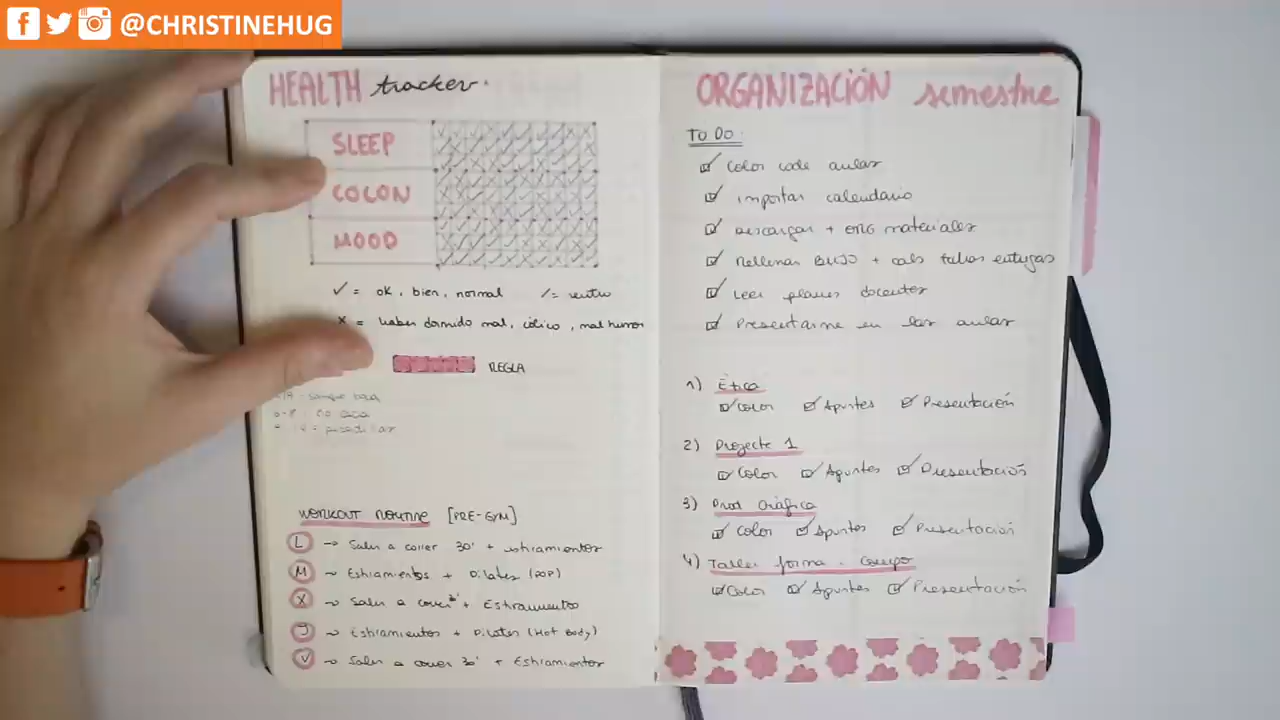 @CHRISTINEHUG
HEALTH tracker.
SLEEP
COLON
MOOD
✓ = ok, bien, normal / = neutro
X = haber dormido mal, cólico, mal humor
REGLA
WORKOUT ROUTINE [PRE-GYM]
L → Salir a correr 30' + estiramientos
M → Estiramientos + Pilates (POP)
X → Salir a correr 30' + Estiramientos
J → Estiramientos + Pilates (Hot Body)
V → Salir a correr 30' + Estiramientos
ORGANIZACIÓN semestre
TO DO:
Color code aulas
importar calendario
Descargar + ENC materiales
Rellenar BUJO + cals
Leer planes docentes
Presentarme en las aulas
1) Ética
Color Apuntes Presentación
2) Projecte 1
Color Apuntes Presentación
3) Prod Gráfica
Color Apuntes Presentación
4) Taller forma . Compo
Color Apuntes Presentación